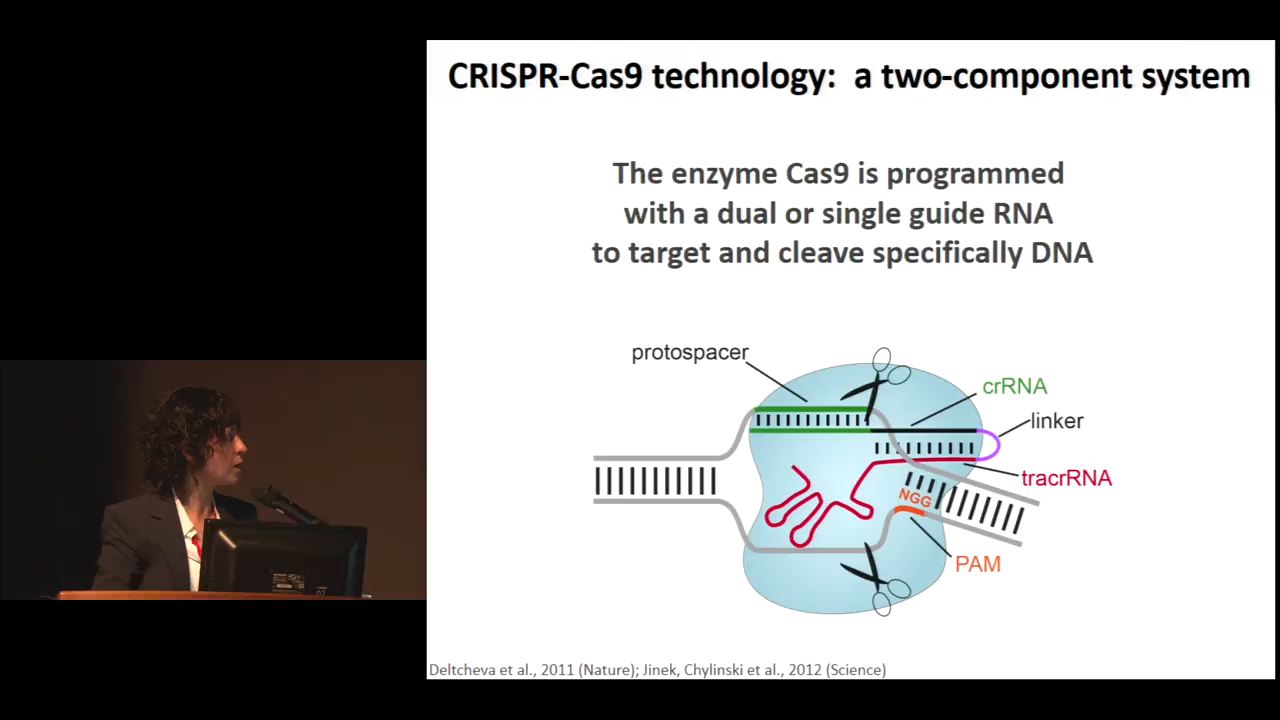 CRISPR-Cas9 technology: a two-component system
The enzyme Cas9 is programmed
with a dual or single guide RNA
to target and cleave specifically DNA
protospacer
crRNA
linker
tracrRNA
NGG
PAM
Deltcheva et al., 2011 (Nature); Jinek, Chylinski et al., 2012 (Science)